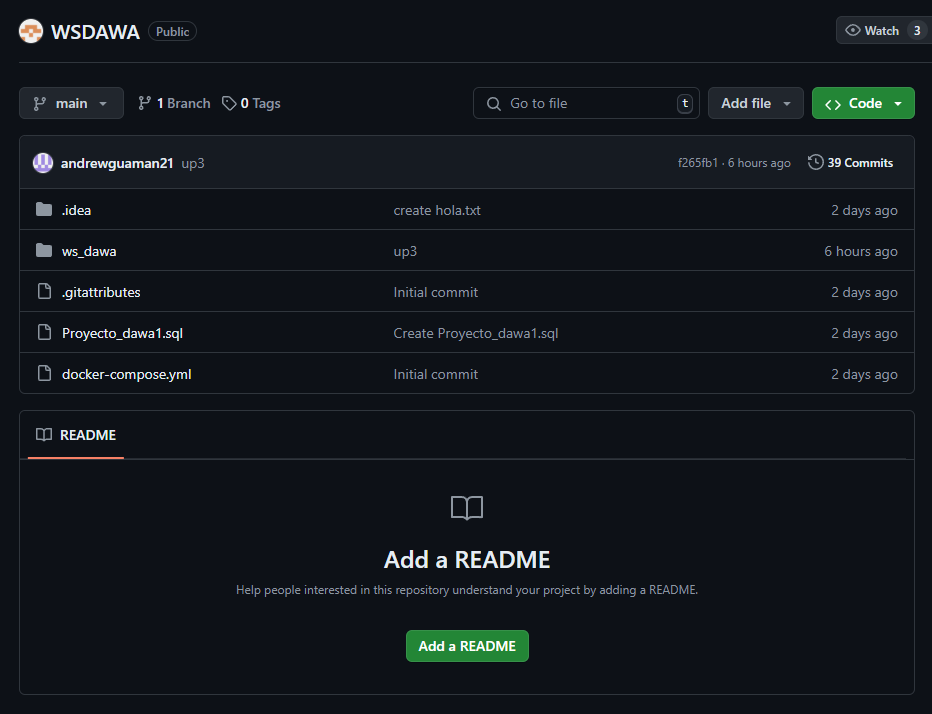 WSDAWA Public Watch 3
main 1 Branch 0 Tags Go to file t Add file Code
andrewguaman21 up3 f265fb1 · 6 hours ago 39 Commits
.idea create hola.txt 2 days ago
ws_dawa up3 6 hours ago
.gitattributes Initial commit 2 days ago
Proyecto_dawa1.sql Create Proyecto_dawa1.sql 2 days ago
docker-compose.yml Initial commit 2 days ago
README
Add a README
Help people interested in this repository understand your project by adding a README.
Add a README